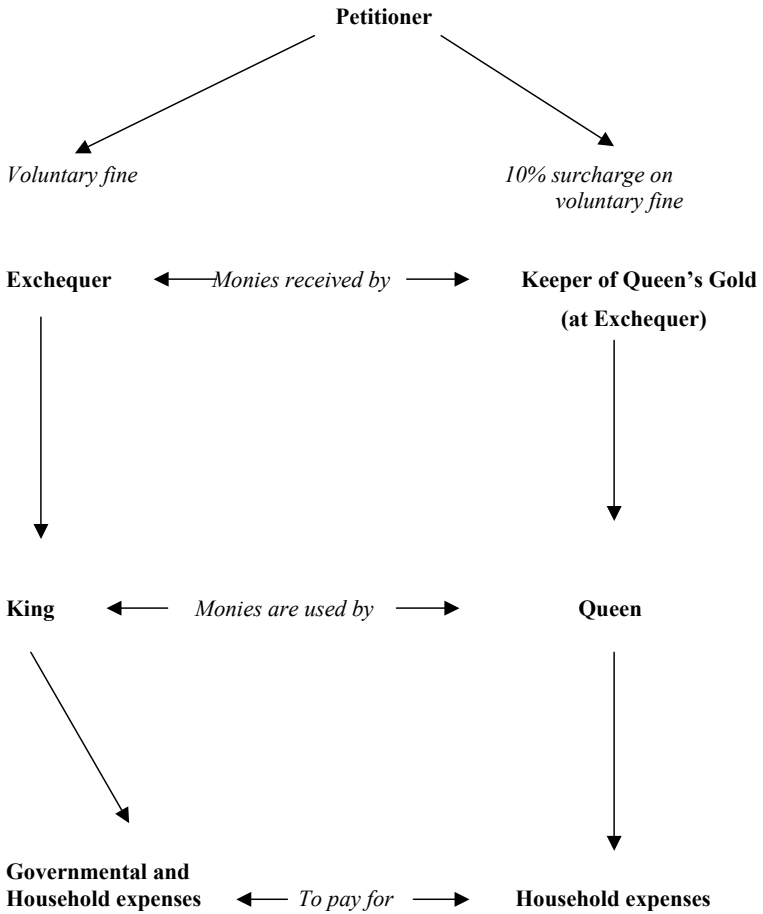 Petitioner
Voluntary fine
10% surcharge on
voluntary fine
Exchequer
Monies received by
Keeper of Queen’s Gold
(at Exchequer)
King
Monies are used by
Queen
Governmental and
Household expenses
To pay for
Household expenses